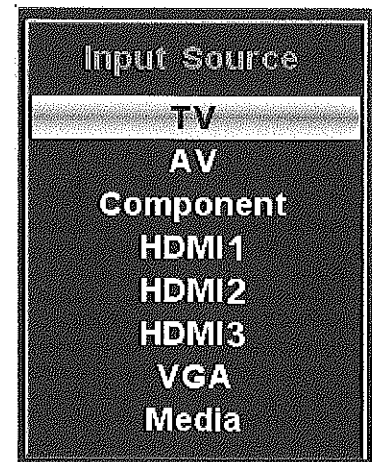 Input Source
TV
AV
Component
HDMI1
HDMI2
HDMI3
VGA
Media